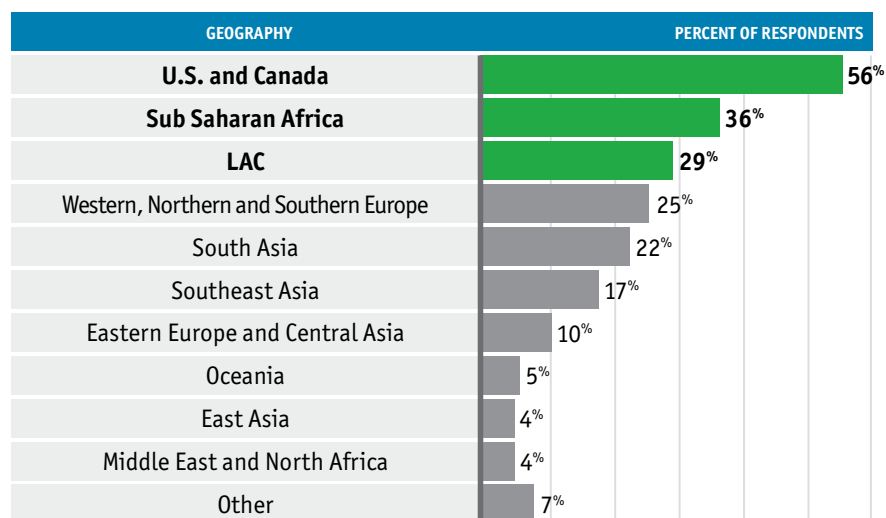 GEOGRAPHY PERCENT OF RESPONDENTS
U.S. and Canada 56%
Sub Saharan Africa 36%
LAC 29%
Western, Northern and Southern Europe 25%
South Asia 22%
Southeast Asia 17%
Eastern Europe and Central Asia 10%
Oceania 5%
East Asia 4%
Middle East and North Africa 4%
Other 7%